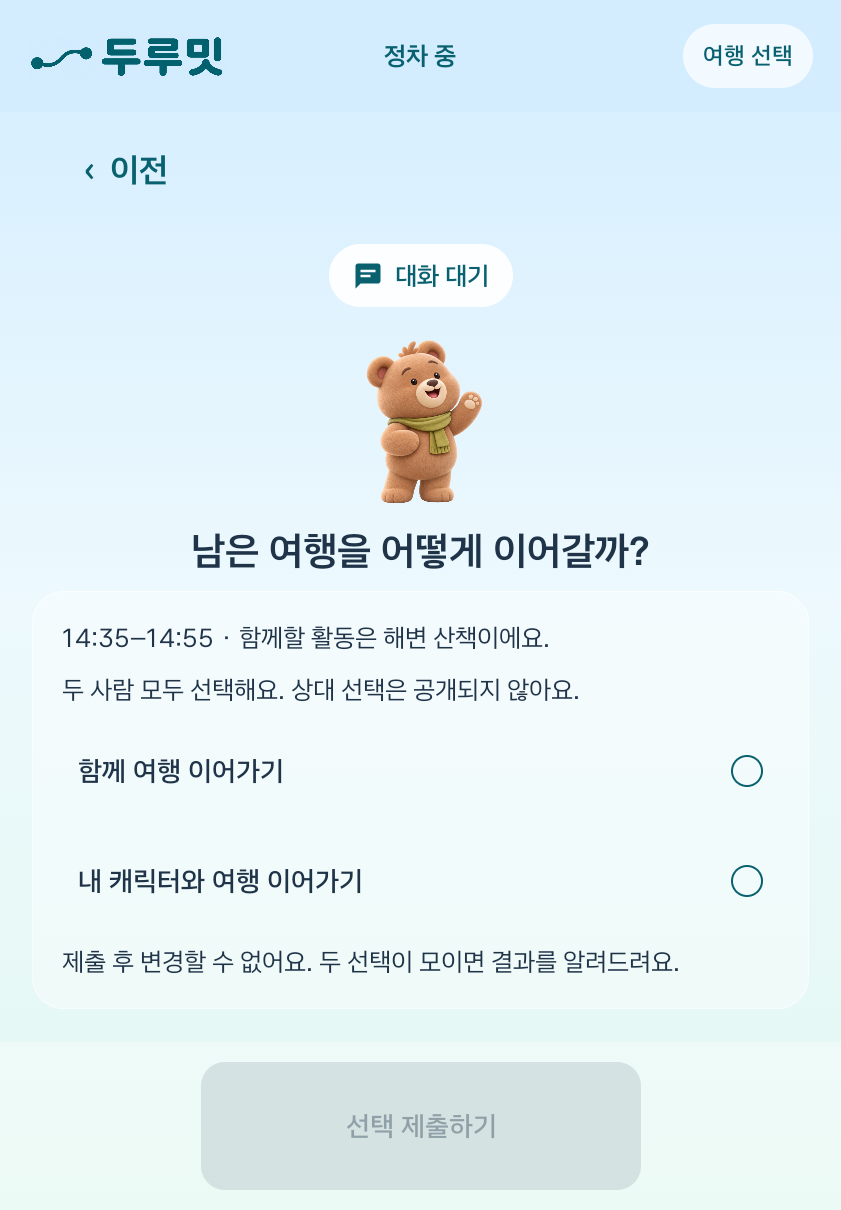 두루밋
정차 중
여행 선택
‹ 이전
대화 대기
남은 여행을 어떻게 이어갈까?
14:35–14:55 · 함께할 활동은 해변 산책이에요.
두 사람 모두 선택해요. 상대 선택은 공개되지 않아요.
함께 여행 이어가기
내 캐릭터와 여행 이어가기
제출 후 변경할 수 없어요. 두 선택이 모이면 결과를 알려드려요.
선택 제출하기